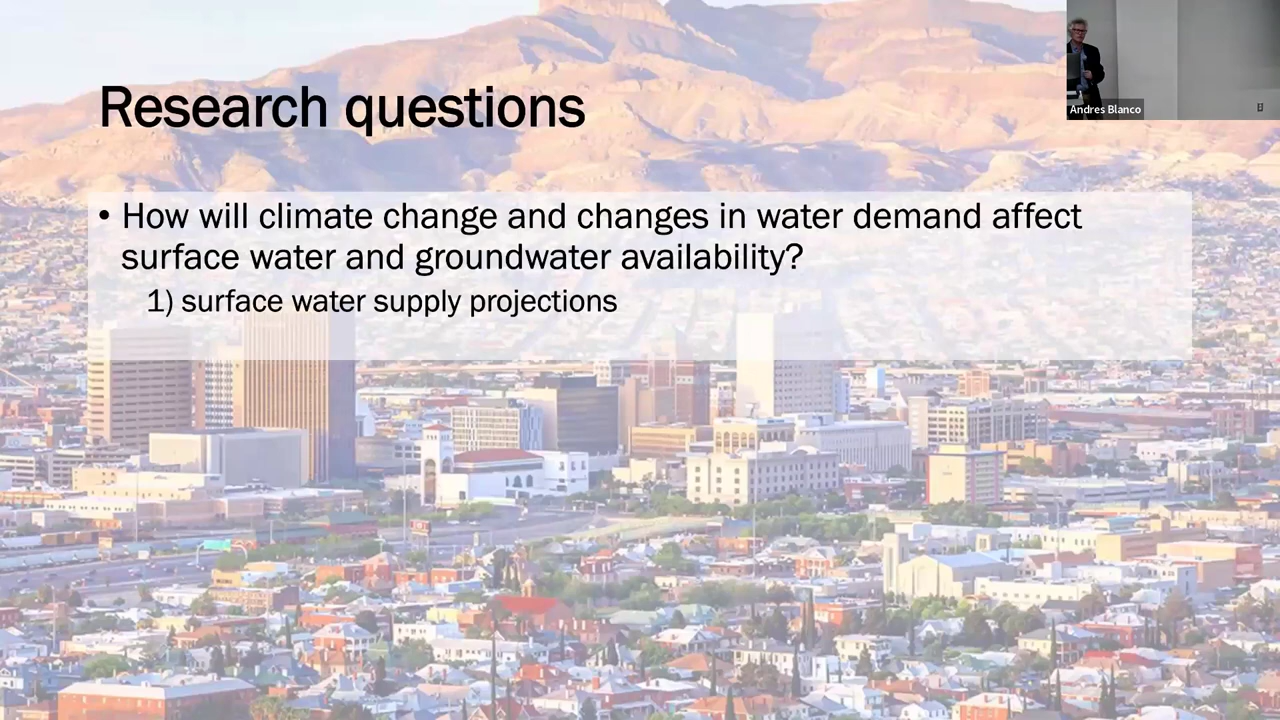 Research questions
• How will climate change and changes in water demand affect
surface water and groundwater availability?
1) surface water supply projections
Andres Blanco